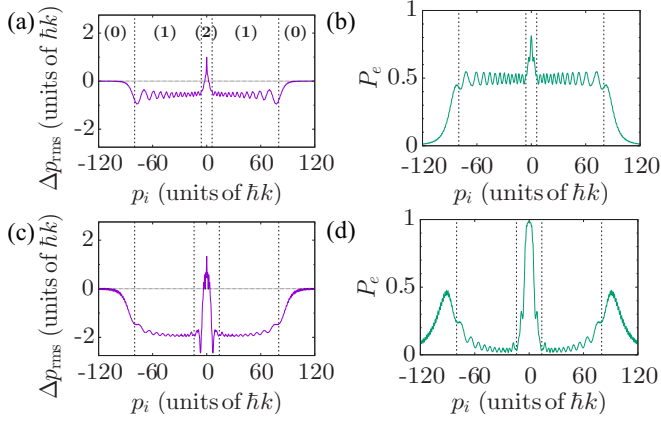 (a)
(0) (1) (2) (1) (0)
Δp_rms (units of ħk)
2
0
-2
-120 -60 0 60 120
p_i (units of ħk)
(b)
P_e
1
0.5
0
-120 -60 0 60 120
p_i (units of ħk)
(c)
Δp_rms (units of ħk)
2
0
-2
-120 -60 0 60 120
p_i (units of ħk)
(d)
P_e
1
0.5
0
-120 -60 0 60 120
p_i (units of ħk)